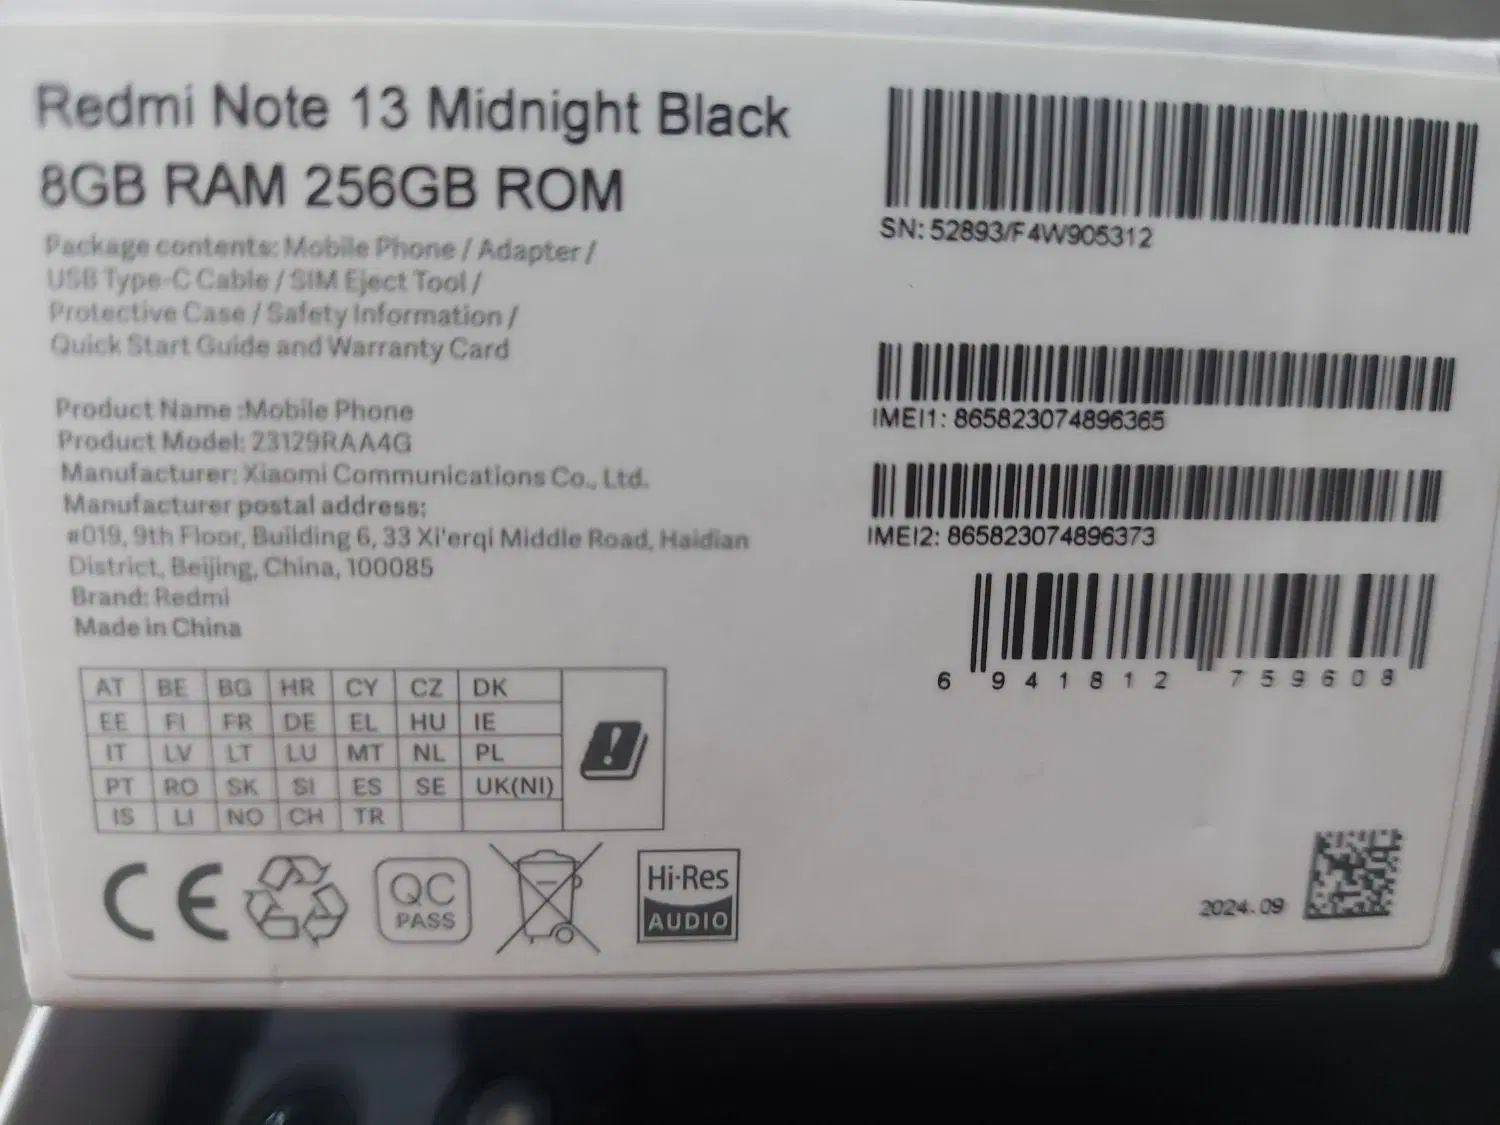 Redmi Note 13 Midnight Black
8GB RAM 256GB ROM
Package contents: Mobile Phone / Adapter /
USB Type-C Cable / SIM Eject Tool /
Protective Case / Safety Information /
Quick Start Guide and Warranty Card
Product Name :Mobile Phone
Product Model: 23129RAA4G
Manufacturer: Xiaomi Communications Co., Ltd.
Manufacturer postal address:
#019, 9th Floor, Building 6, 33 Xi'erqi Middle Road, Haidian
District, Beijing, China, 100085
Brand: Redmi
Made in China
AT BE BG HR CY CZ DK
EE FI FR DE EL HU IE
IT LV LT LU MT NL PL
PT RO SK SI ES SE UK(NI)
IS LI NO CH TR
CE
QC
PASS
Hi-Res
AUDIO
SN: 52893/F4W905312
IMEI1: 865823074896365
IMEI2: 865823074896373
6 941812 759608
2024.09